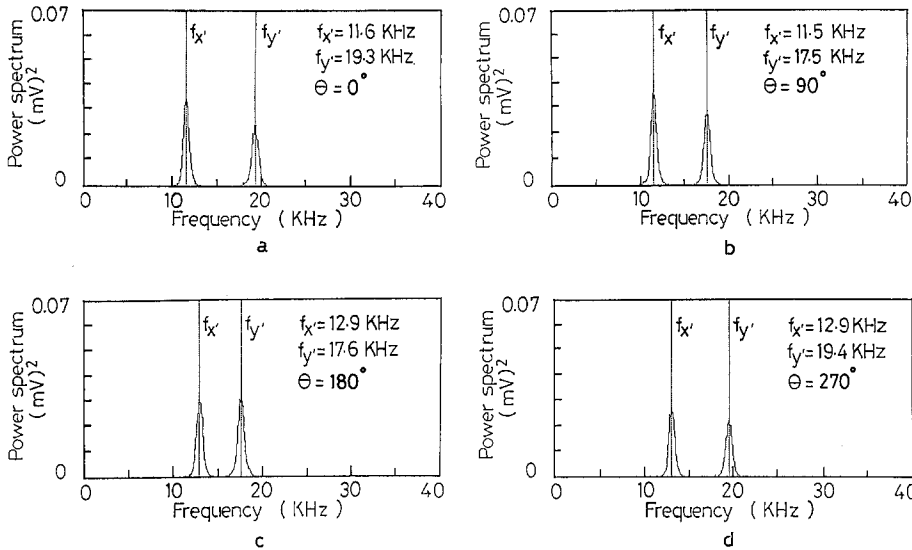 0.07
Power spectrum
(mV)²
0
fx'
fy'
fx' = 11.6 KHz
fy' = 19.3 KHz
Θ = 0°
0 10 20 30 40
Frequency (KHz)
a
0.07
Power spectrum
(mV)²
0
fx'
fy'
fx' = 11.5 KHz
fy' = 17.5 KHz
Θ = 90°
0 10 20 30 40
Frequency (KHz)
b
0.07
Power spectrum
(mV)²
0
fx'
fy'
fx' = 12.9 KHz
fy' = 17.6 KHz
Θ = 180°
0 10 20 30 40
Frequency (KHz)
c
0.07
Power spectrum
(mV)²
0
fx'
fy'
fx' = 12.9 KHz
fy' = 19.4 KHz
Θ = 270°
0 10 20 30 40
Frequency (KHz)
d